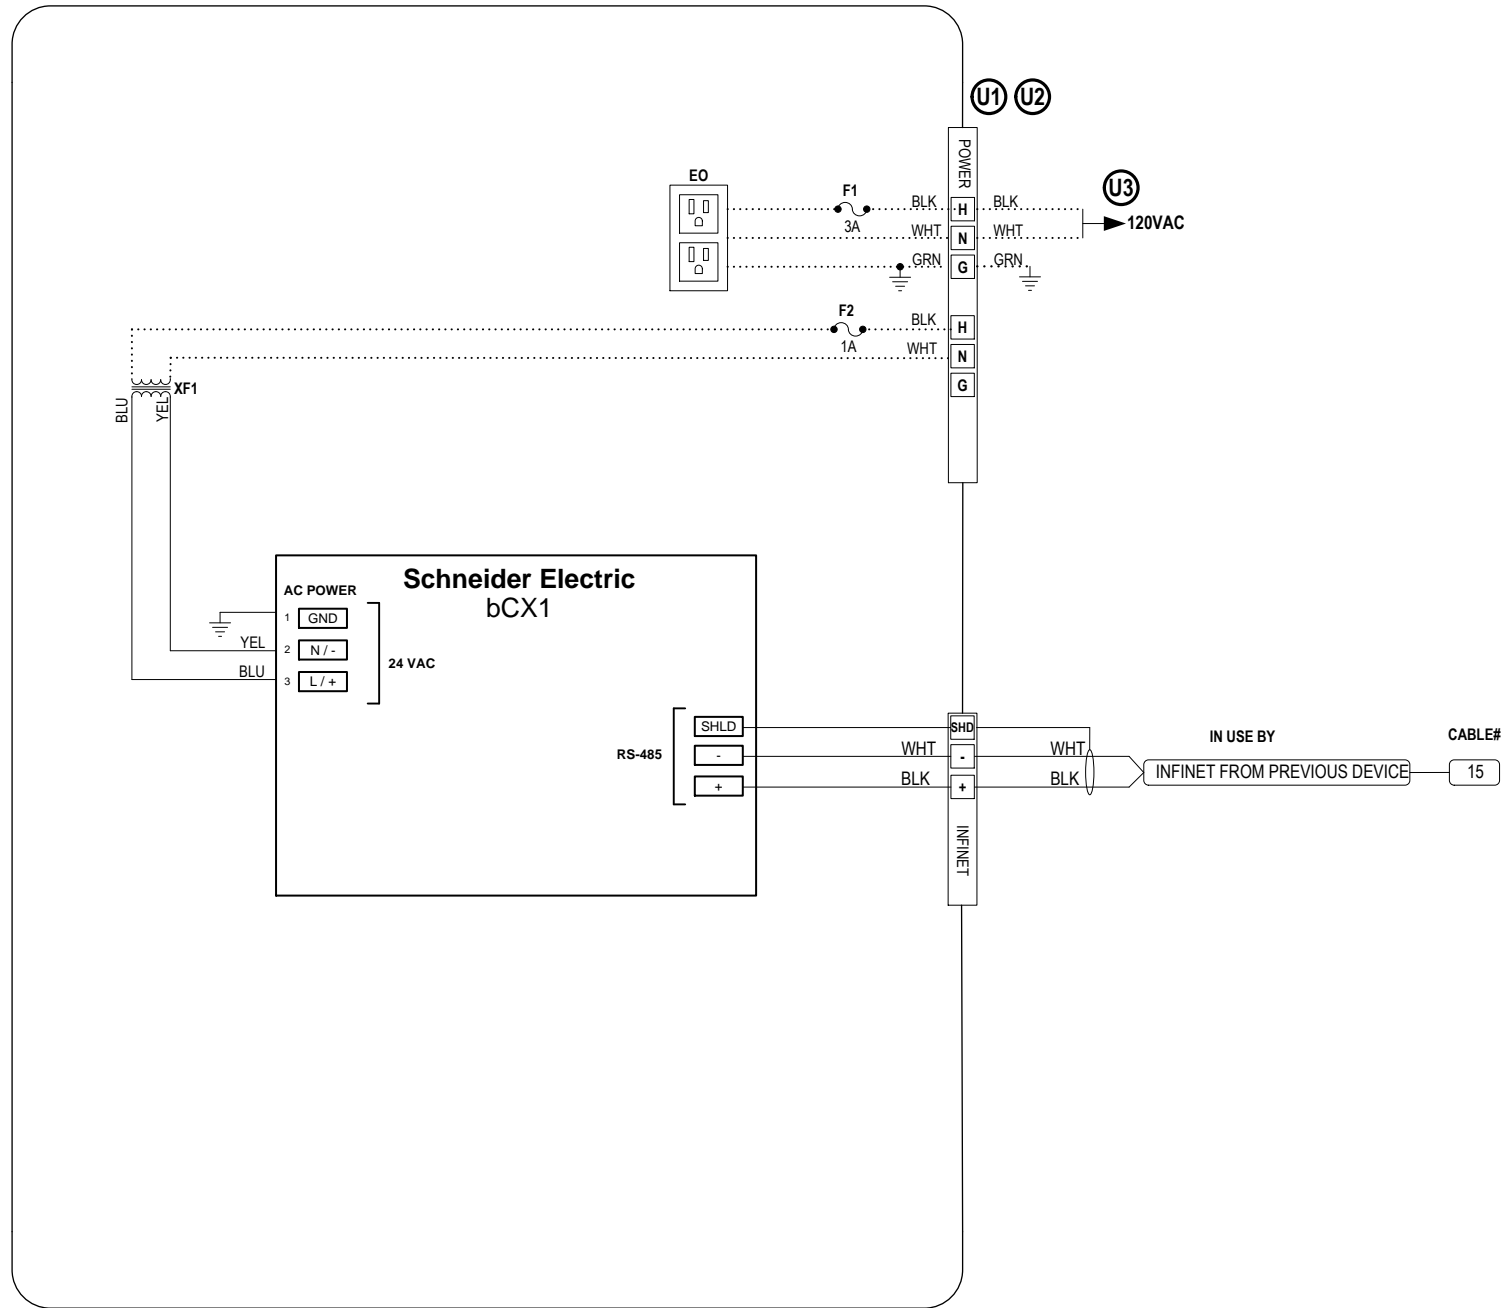 U1 U2
POWER
U3
EO
F1
BLK H BLK
3A
120VAC
WHT N WHT
GRN G GRN
F2
BLK H
1A
WHT N
G
XF1
BLU
YEL
Schneider Electric
bCX1
AC POWER
1 GND
YEL 2 N / -
24 VAC
BLU 3 L / +
SHLD SHD
RS-485
- WHT - WHT
+ BLK + BLK
IN USE BY CABLE#
INFINET FROM PREVIOUS DEVICE 15
INFINET